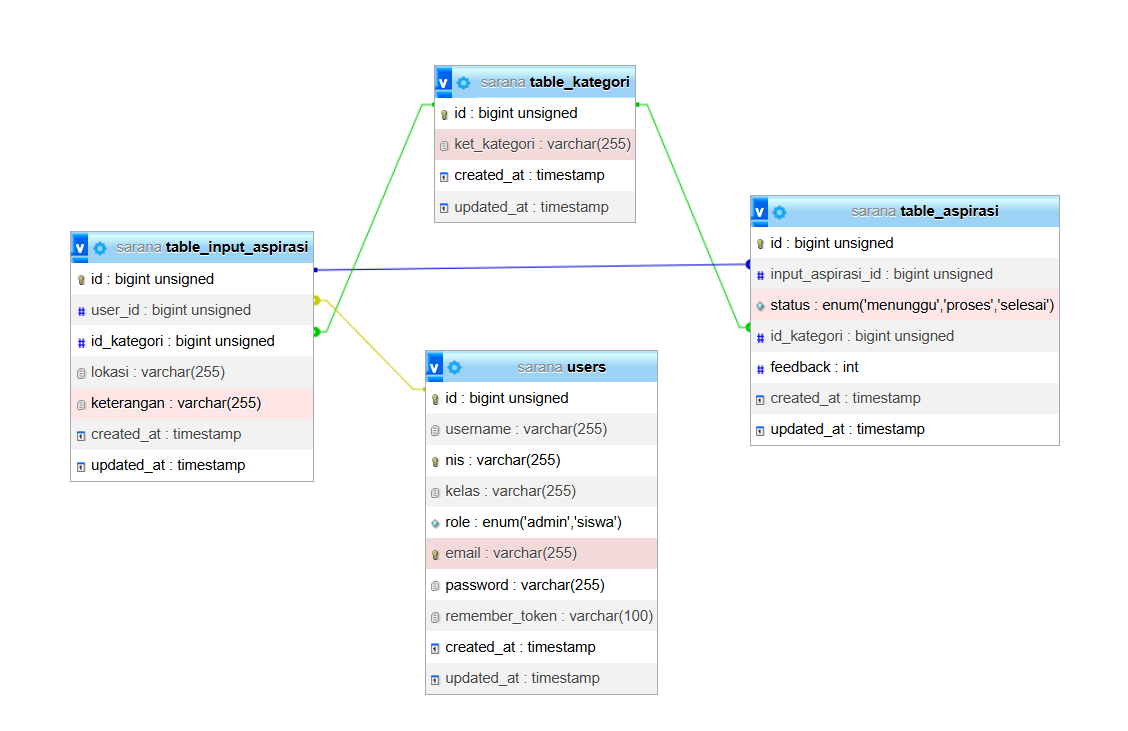 sarana table_kategori
id : bigint unsigned
ket_kategori : varchar(255)
created_at : timestamp
updated_at : timestamp
sarana table_aspirasi
id : bigint unsigned
input_aspirasi_id : bigint unsigned
status : enum('menunggu','proses','selesai')
id_kategori : bigint unsigned
feedback : int
created_at : timestamp
updated_at : timestamp
sarana table_input_aspirasi
id : bigint unsigned
user_id : bigint unsigned
id_kategori : bigint unsigned
lokasi : varchar(255)
keterangan : varchar(255)
created_at : timestamp
updated_at : timestamp
sarana users
id : bigint unsigned
username : varchar(255)
nis : varchar(255)
kelas : varchar(255)
role : enum('admin','siswa')
email : varchar(255)
password : varchar(255)
remember_token : varchar(100)
created_at : timestamp
updated_at : timestamp